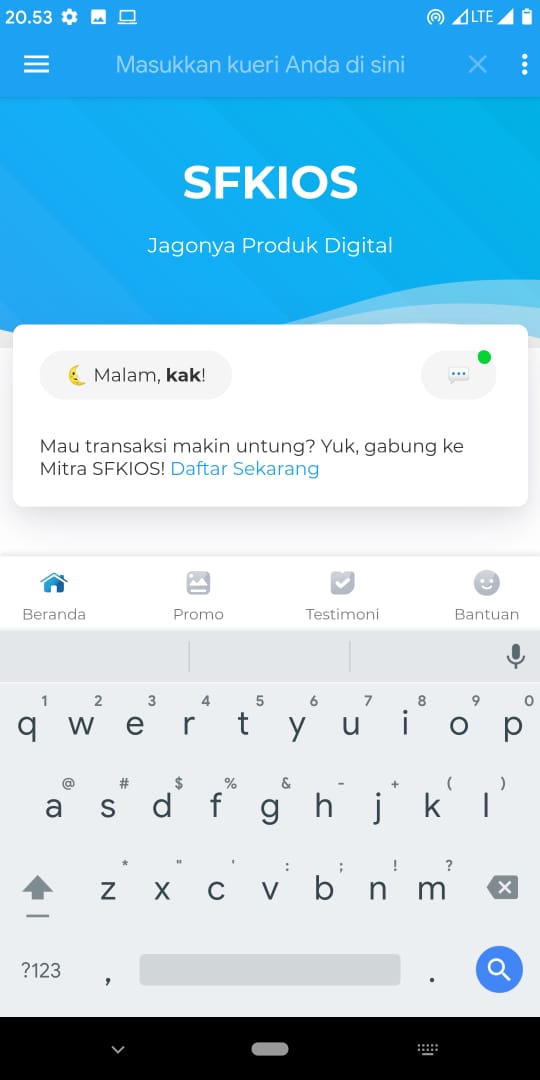 20.53
LTE
Masukkan kueri Anda di sini
SFKIOS
Jagonya Produk Digital
Malam, kak!
Mau transaksi makin untung? Yuk, gabung ke
Mitra SFKIOS! Daftar Sekarang
Beranda Promo Testimoni Bantuan
1 2 3 4 5 6 7 8 9 0
q w e r t y u i o p
@ # $ % & - + ( )
a s d f g h j k l
* " ' : ; ! ?
z x c v b n m
?123 , .